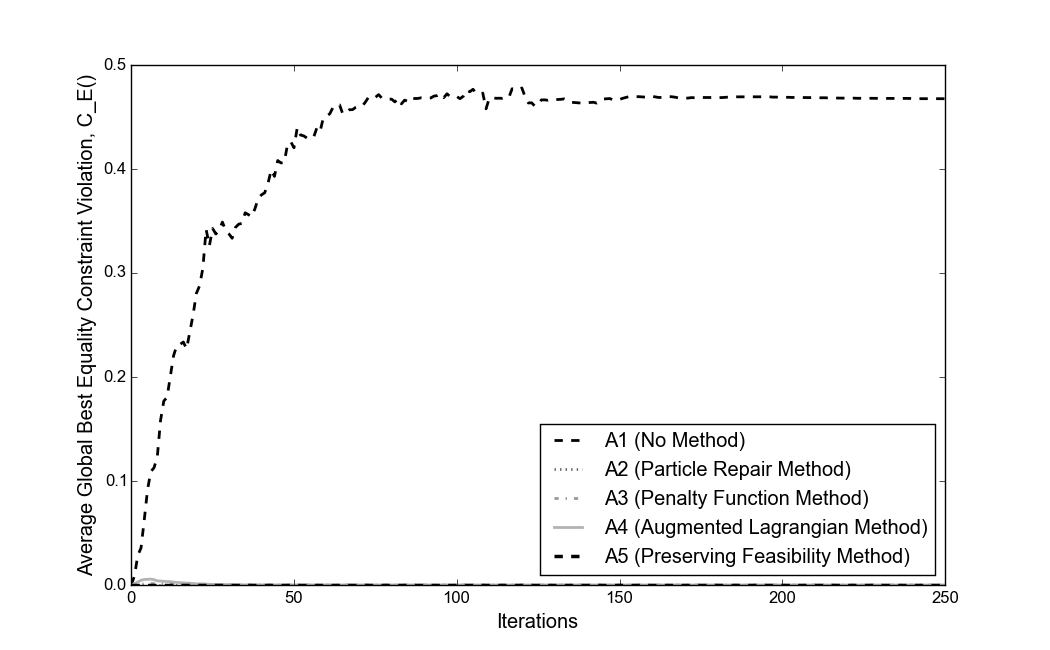 Average Global Best Equality Constraint Violation, C_E()
0.5
0.4
0.3
0.2
0.1
0.0
0
50
100
150
200
250
Iterations
A1 (No Method)
A2 (Particle Repair Method)
A3 (Penalty Function Method)
A4 (Augmented Lagrangian Method)
A5 (Preserving Feasibility Method)